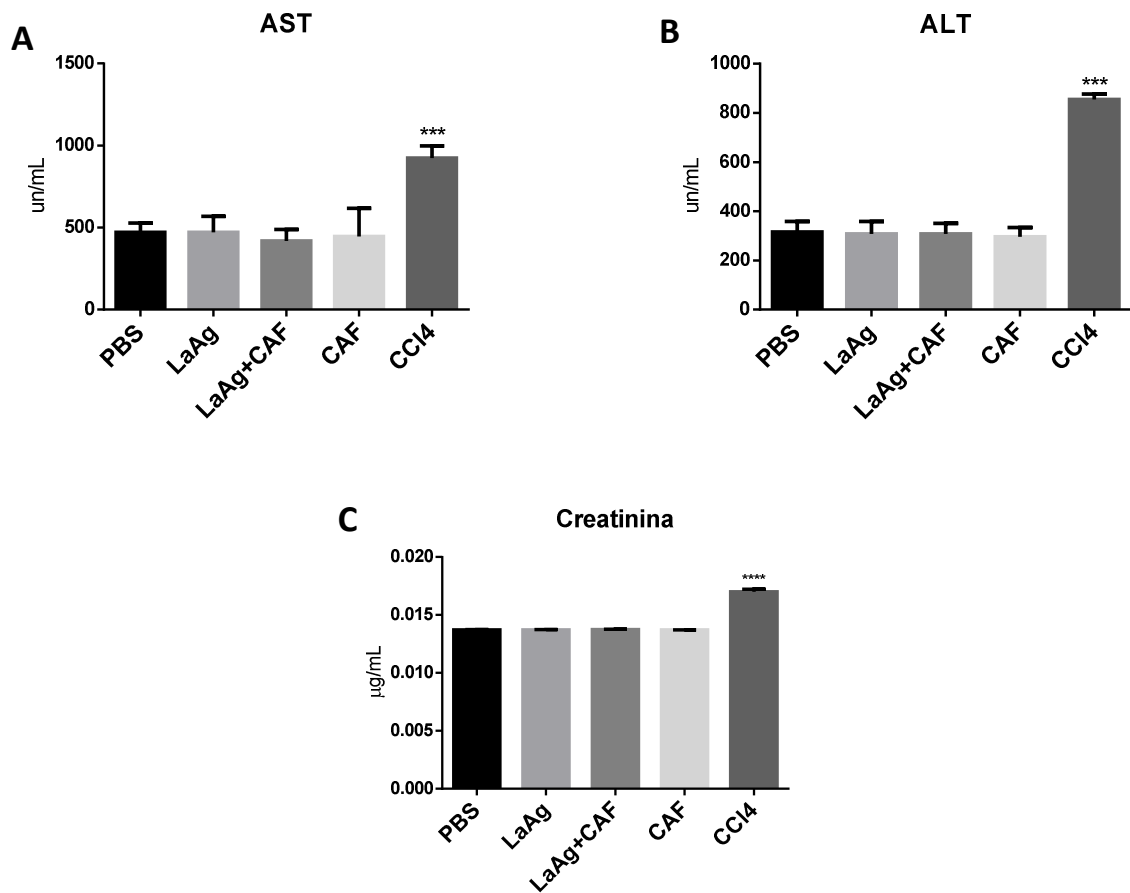 A
AST
un/mL
1500
1000
500
0
***
PBS
LaAg
LaAg+CAF
CAF
CCl4
B
ALT
un/mL
1000
800
600
400
200
0
***
PBS
LaAg
LaAg+CAF
CAF
CCl4
C
Creatinina
µg/mL
0.020
0.015
0.010
0.005
0.000
****
PBS
LaAg
LaAg+CAF
CAF
CCl4